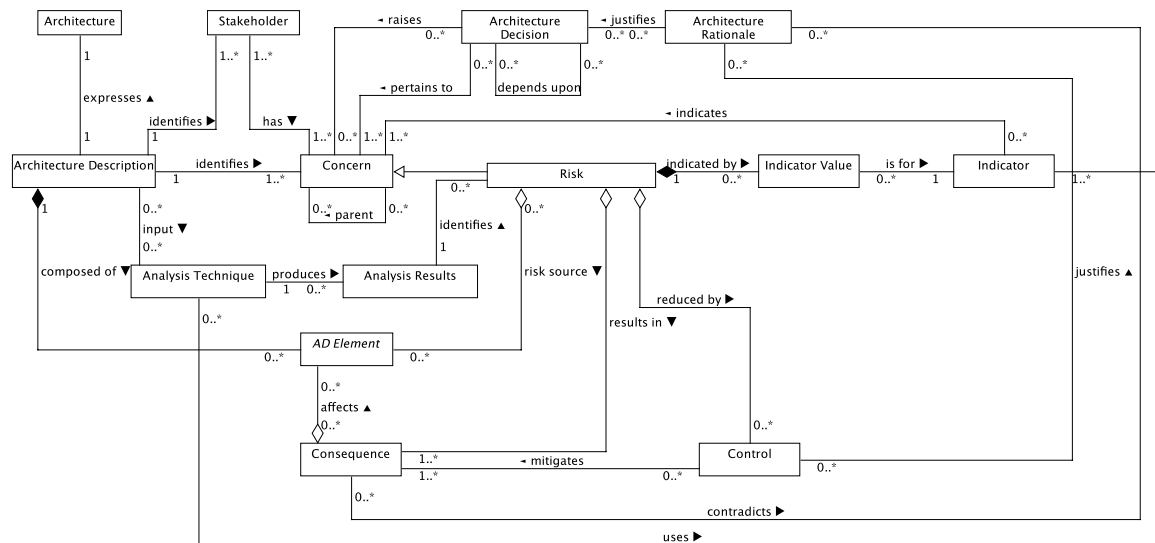 Architecture
Stakeholder
Architecture
Decision
Architecture
Rationale
◄ raises
◄ justifies
0..*
0..*
0..*
0..*
1
1..*
1..*
0..*
0..*
0..*
0..*
expresses ▲
◄ pertains to
depends upon
identifies ▶
has ▼
◄ indicates
1
1
1..*
0..*
1..*
1..*
0..*
Architecture Description
identifies ▶
Concern
Risk
indicated by ▶
Indicator Value
is for ▶
Indicator
1
1..*
0..*
1
0..*
0..*
1
1..*
1
0..*
0..*
0..*
0..*
◄ parent
input ▼
identifies ▲
0..*
1
composed of ▼
Analysis Technique
produces ▶
Analysis Results
risk source ▼
justifies ▲
1
0..*
reduced by ▶
0..*
results in ▼
AD Element
0..*
0..*
0..*
affects ▲
0..*
0..*
Consequence
Control
1..*
◄ mitigates
1..*
0..*
0..*
0..*
contradicts ▶
uses ▶